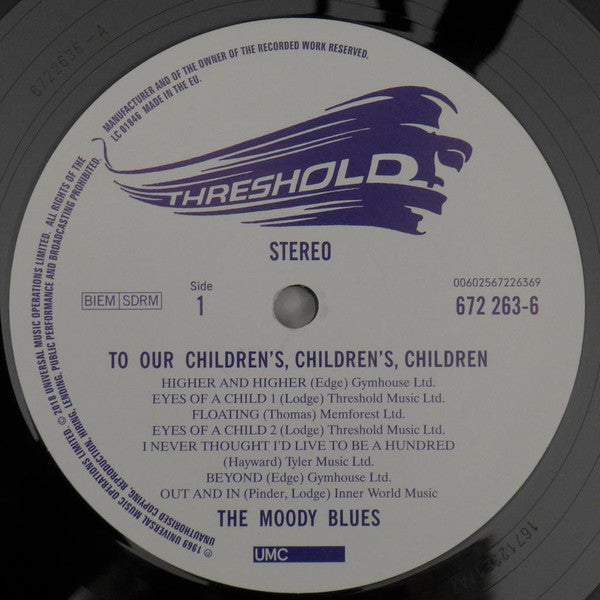 MANUFACTURER AND OF THE OWNER OF THE RECORDED WORK RESERVED.
LC 01846 MADE IN THE EU.
THRESHOLD
STEREO
BIEM SDRM
Side
1
00602567226369
672 263-6
TO OUR CHILDREN'S, CHILDREN'S, CHILDREN
HIGHER AND HIGHER (Edge) Gymhouse Ltd.
EYES OF A CHILD 1 (Lodge) Threshold Music Ltd.
FLOATING (Thomas) Memforest Ltd.
EYES OF A CHILD 2 (Lodge) Threshold Music Ltd.
I NEVER THOUGHT I'D LIVE TO BE A HUNDRED
(Hayward) Tyler Music Ltd.
BEYOND (Edge) Gymhouse Ltd.
OUT AND IN (Pinder, Lodge) Inner World Music
THE MOODY BLUES
UMC
℗ 1969 UNIVERSAL MUSIC OPERATIONS LIMITED © 2018 UNIVERSAL MUSIC OPERATIONS LIMITED. ALL RIGHTS OF THE
UNAUTHORISED COPYING, REPRODUCTION, HIRING, LENDING, PUBLIC PERFORMANCE AND BROADCASTING PROHIBITED.
6722636 A